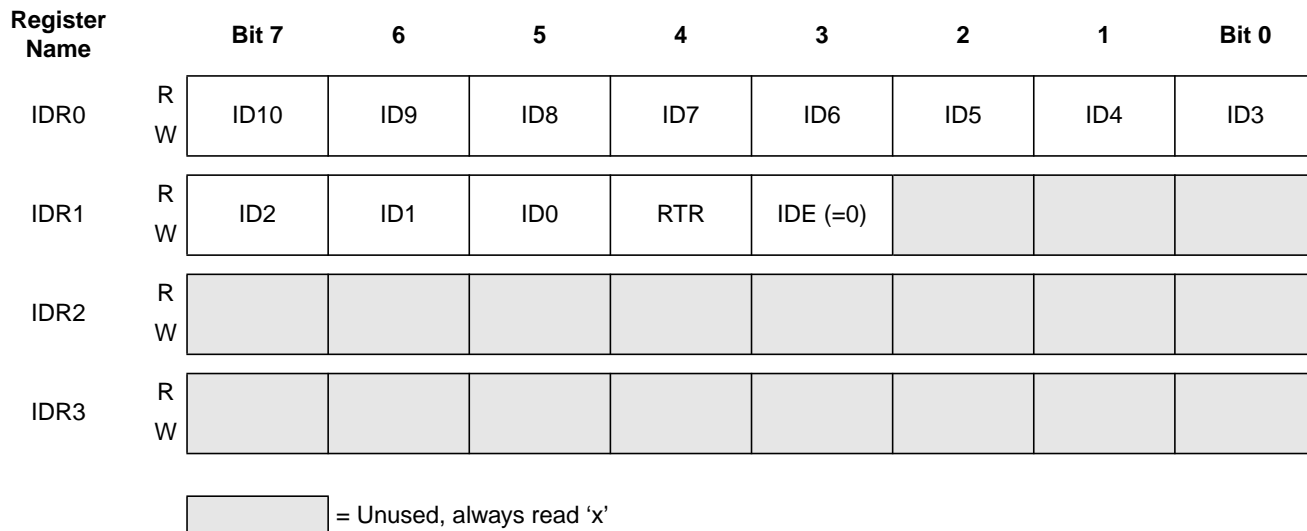 Register Name Bit 7 6 5 4 3 2 1 Bit 0
IDR0 R W ID10 ID9 ID8 ID7 ID6 ID5 ID4 ID3
IDR1 R W ID2 ID1 ID0 RTR IDE (=0)
IDR2 R W
IDR3 R W
= Unused, always read ‘x’